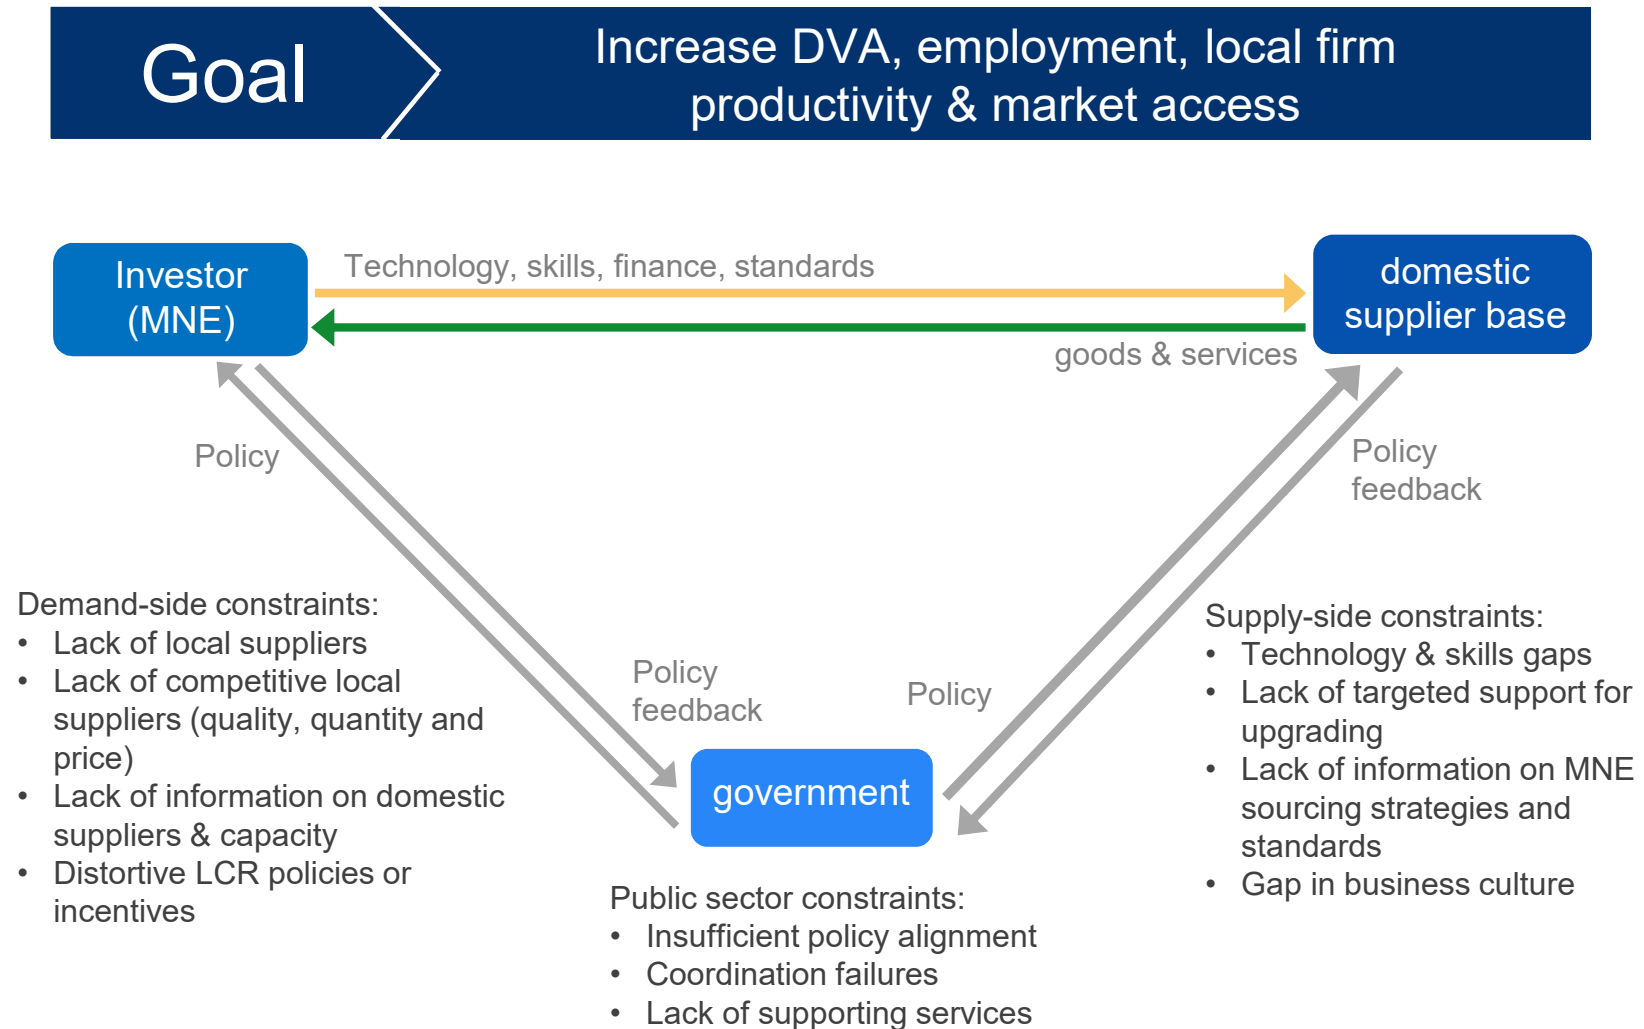 Goal
Increase DVA, employment, local firm
productivity & market access
Investor
(MNE)
Technology, skills, finance, standards
domestic
supplier base
goods & services
Policy
Policy
feedback
Demand-side constraints:
• Lack of local suppliers
• Lack of competitive local
suppliers (quality, quantity and
price)
• Lack of information on domestic
suppliers & capacity
• Distortive LCR policies or
incentives
Policy
feedback
Policy
government
Supply-side constraints:
• Technology & skills gaps
• Lack of targeted support for
upgrading
• Lack of information on MNE
sourcing strategies and
standards
• Gap in business culture
Public sector constraints:
• Insufficient policy alignment
• Coordination failures
• Lack of supporting services